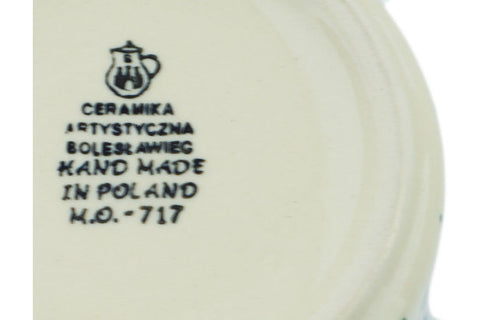 B
CERAMIKA
ARTYSTYCZNA
BOLESŁAWIEC
HAND MADE
IN POLAND
M.O.-717